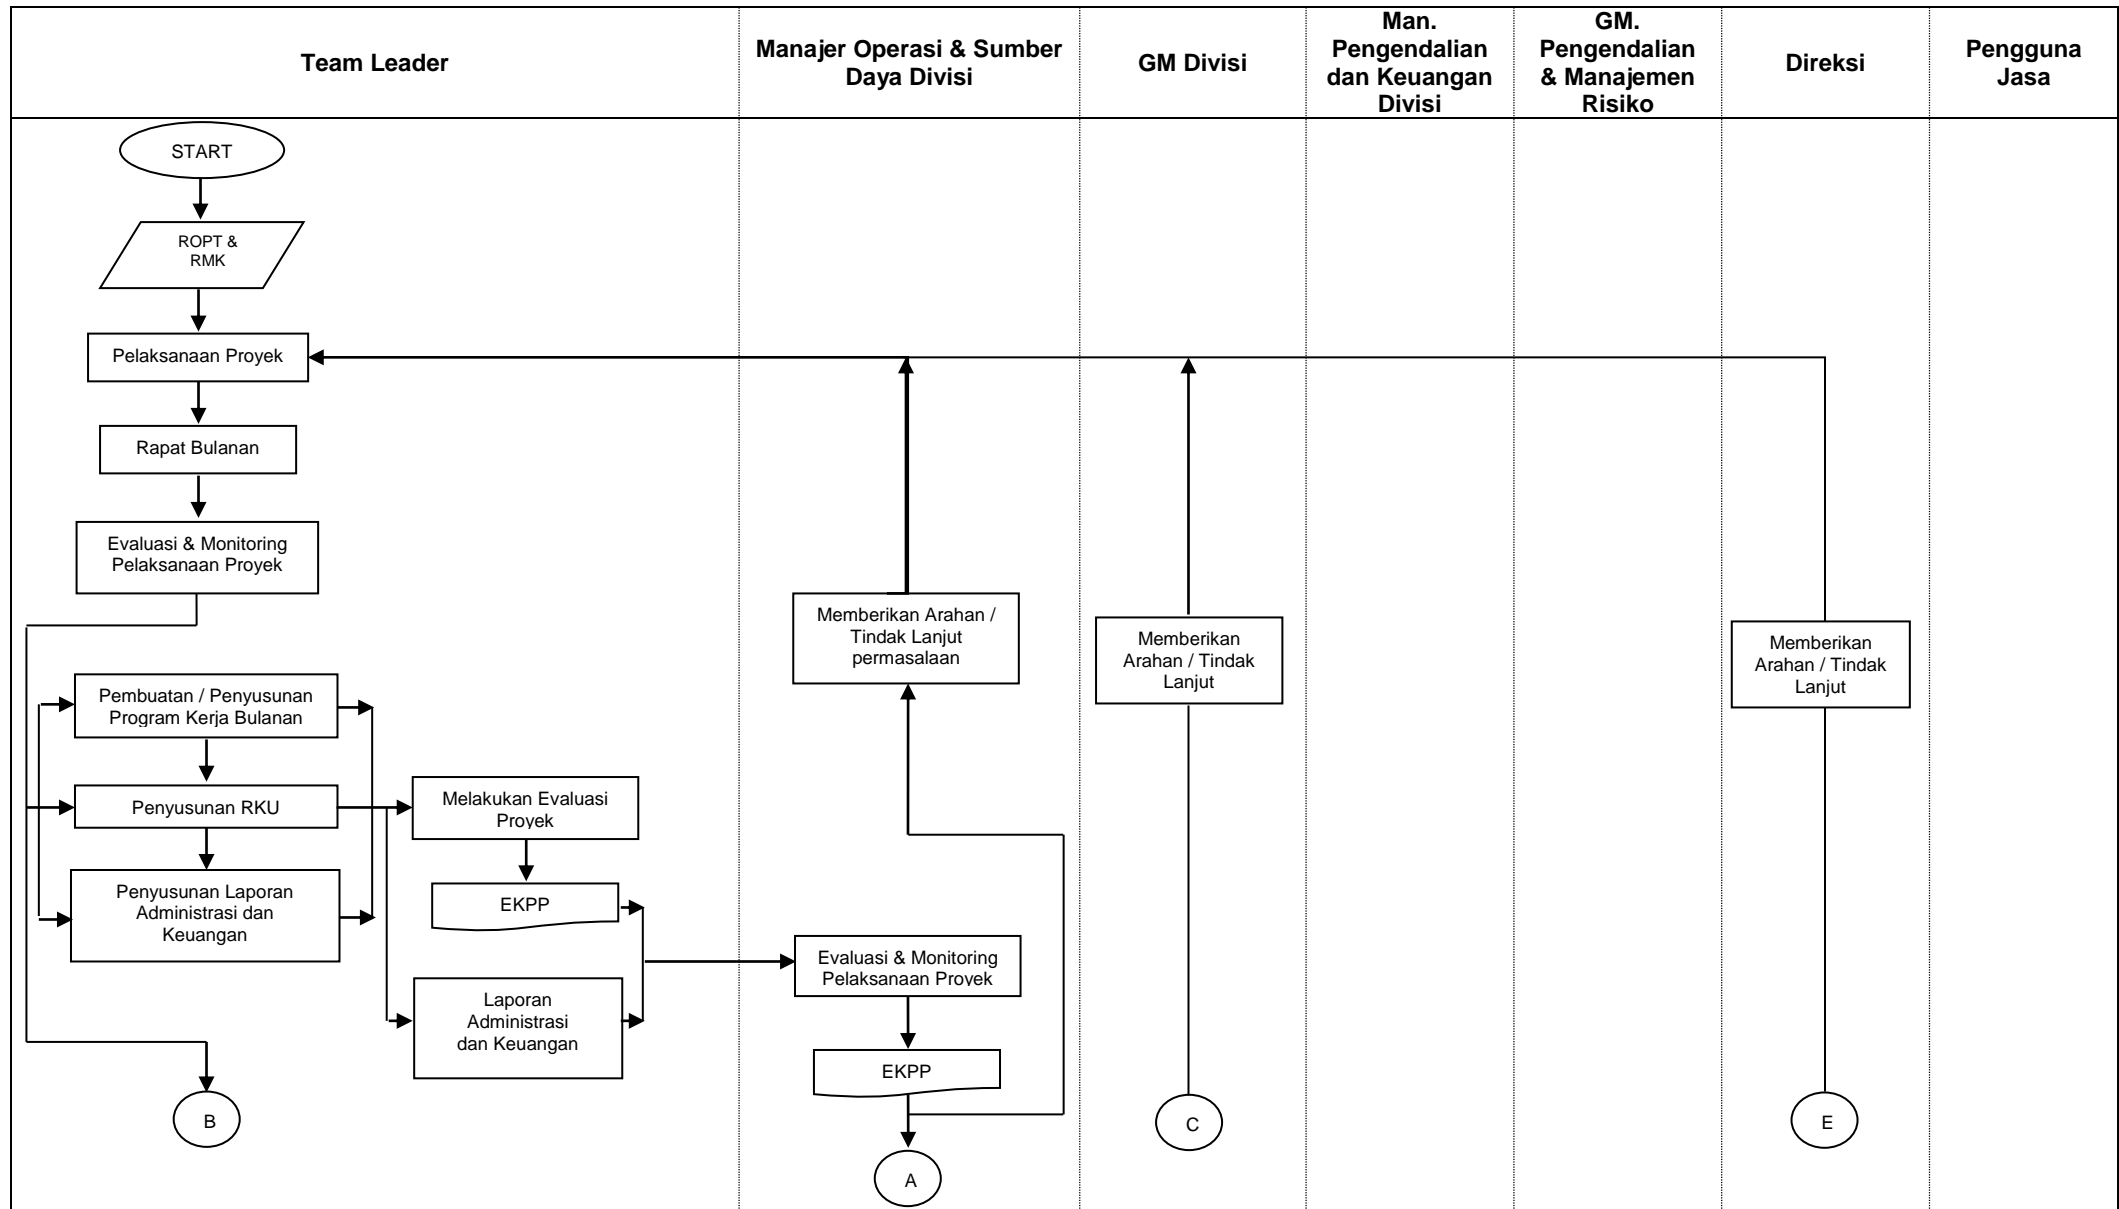 Team Leader
Manajer Operasi & Sumber
Daya Divisi
GM Divisi
Man.
Pengendalian
dan Keuangan
Divisi
GM.
Pengendalian
& Manajemen
Risiko
Direksi
Pengguna
Jasa
START
ROPT &
RMK
Pelaksanaan Proyek
Rapat Bulanan
Evaluasi & Monitoring
Pelaksanaan Proyek
Memberikan Arahan /
Tindak Lanjut
permasalaan
Memberikan
Arahan / Tindak
Lanjut
Memberikan
Arahan / Tindak
Lanjut
Pembuatan / Penyusunan
Program Kerja Bulanan
Penyusunan RKU
Melakukan Evaluasi
Proyek
Penyusunan Laporan
Administrasi dan
Keuangan
EKPP
Evaluasi & Monitoring
Pelaksanaan Proyek
Laporan
Administrasi
dan Keuangan
EKPP
B
C
E
A